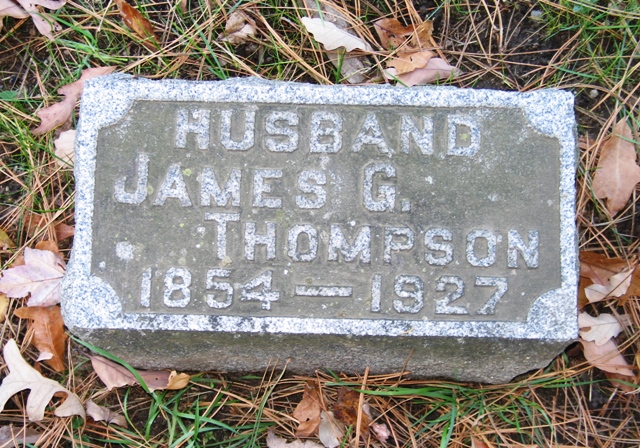 HUSBAND
JAMES G.
THOMPSON
1854 — 1927